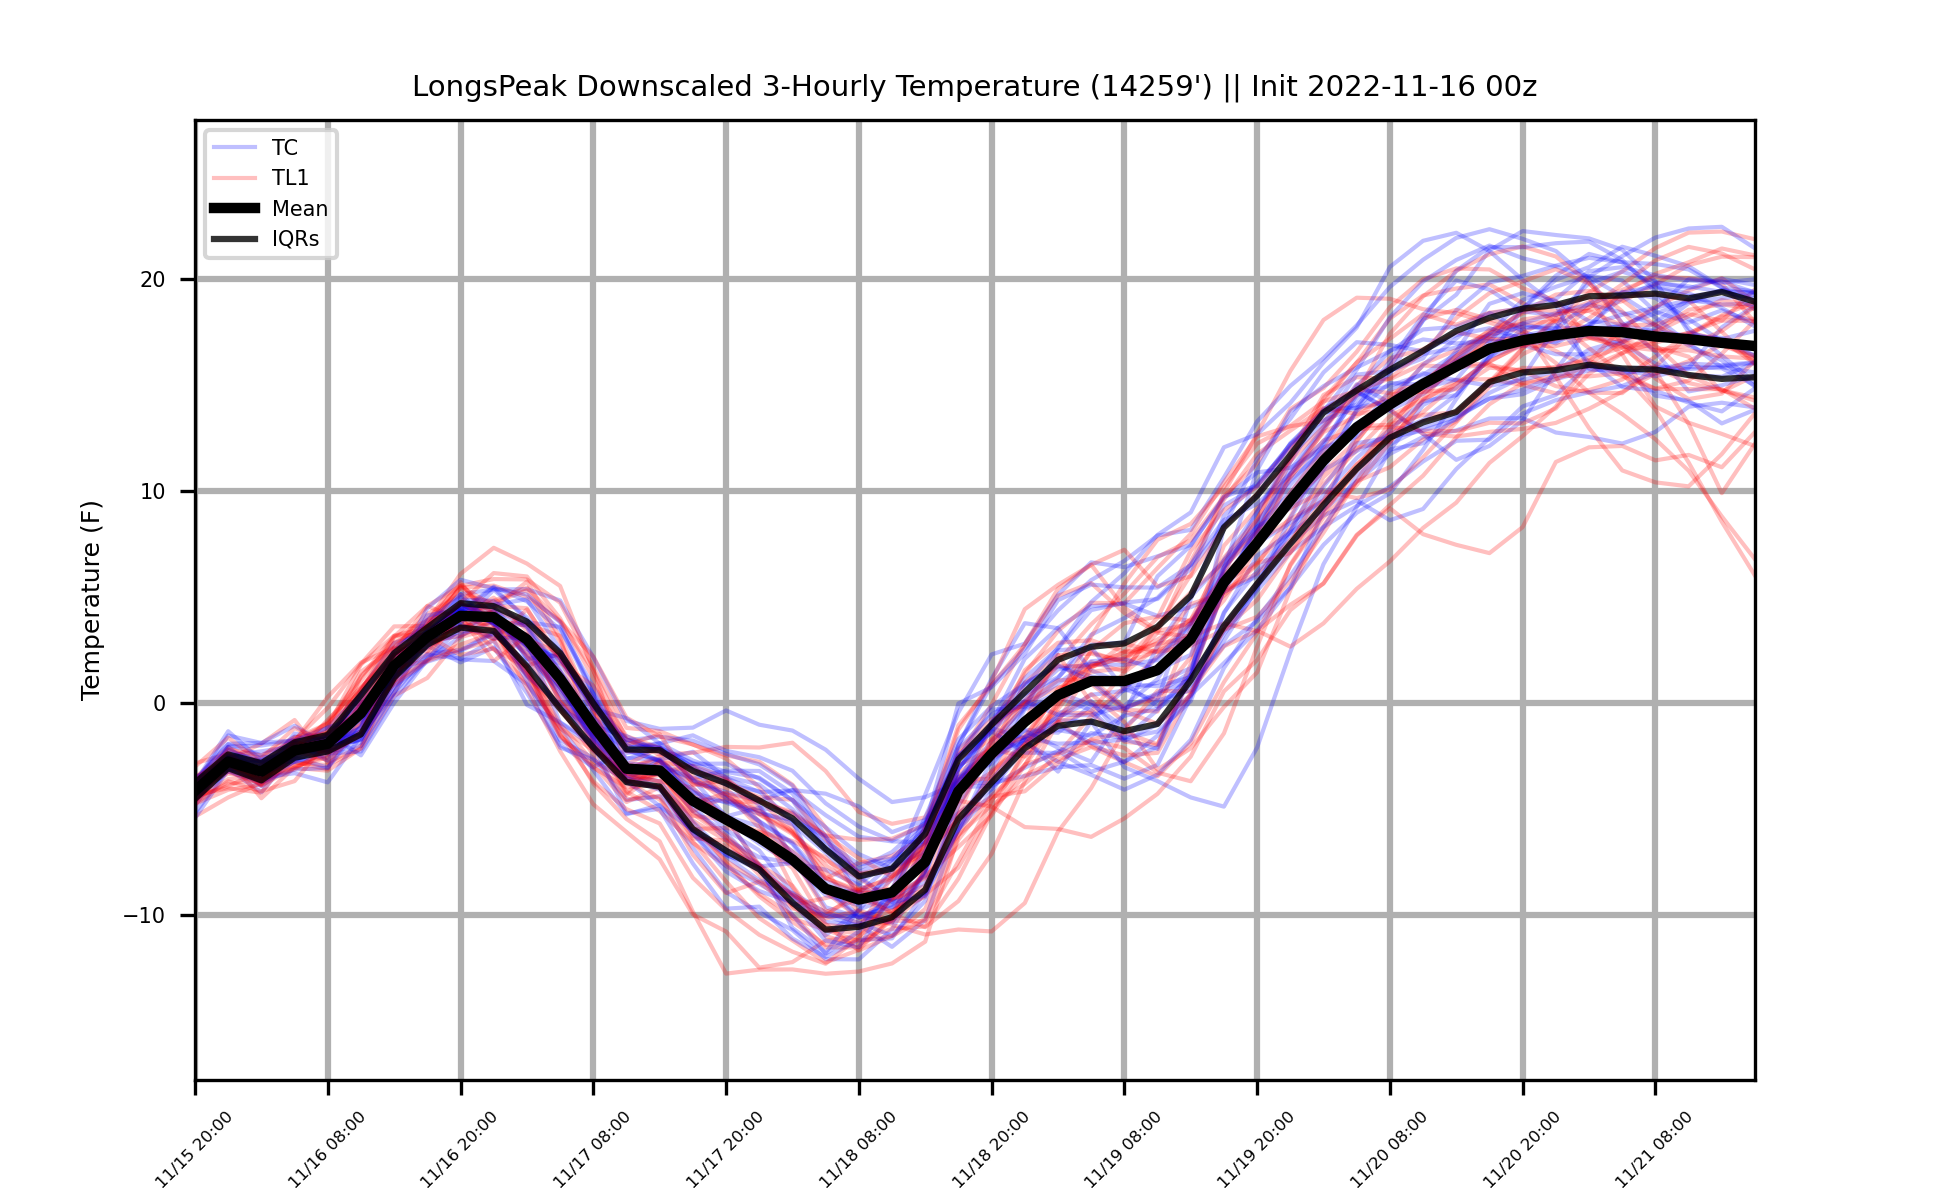 LongsPeak Downscaled 3-Hourly Temperature (14259') || Init 2022-11-16 00z
TC
TL1
Mean
IQRs
Temperature (F)
20
10
0
−10
11/15 20:00
11/16 08:00
11/16 20:00
11/17 08:00
11/17 20:00
11/18 08:00
11/18 20:00
11/19 08:00
11/19 20:00
11/20 08:00
11/20 20:00
11/21 08:00